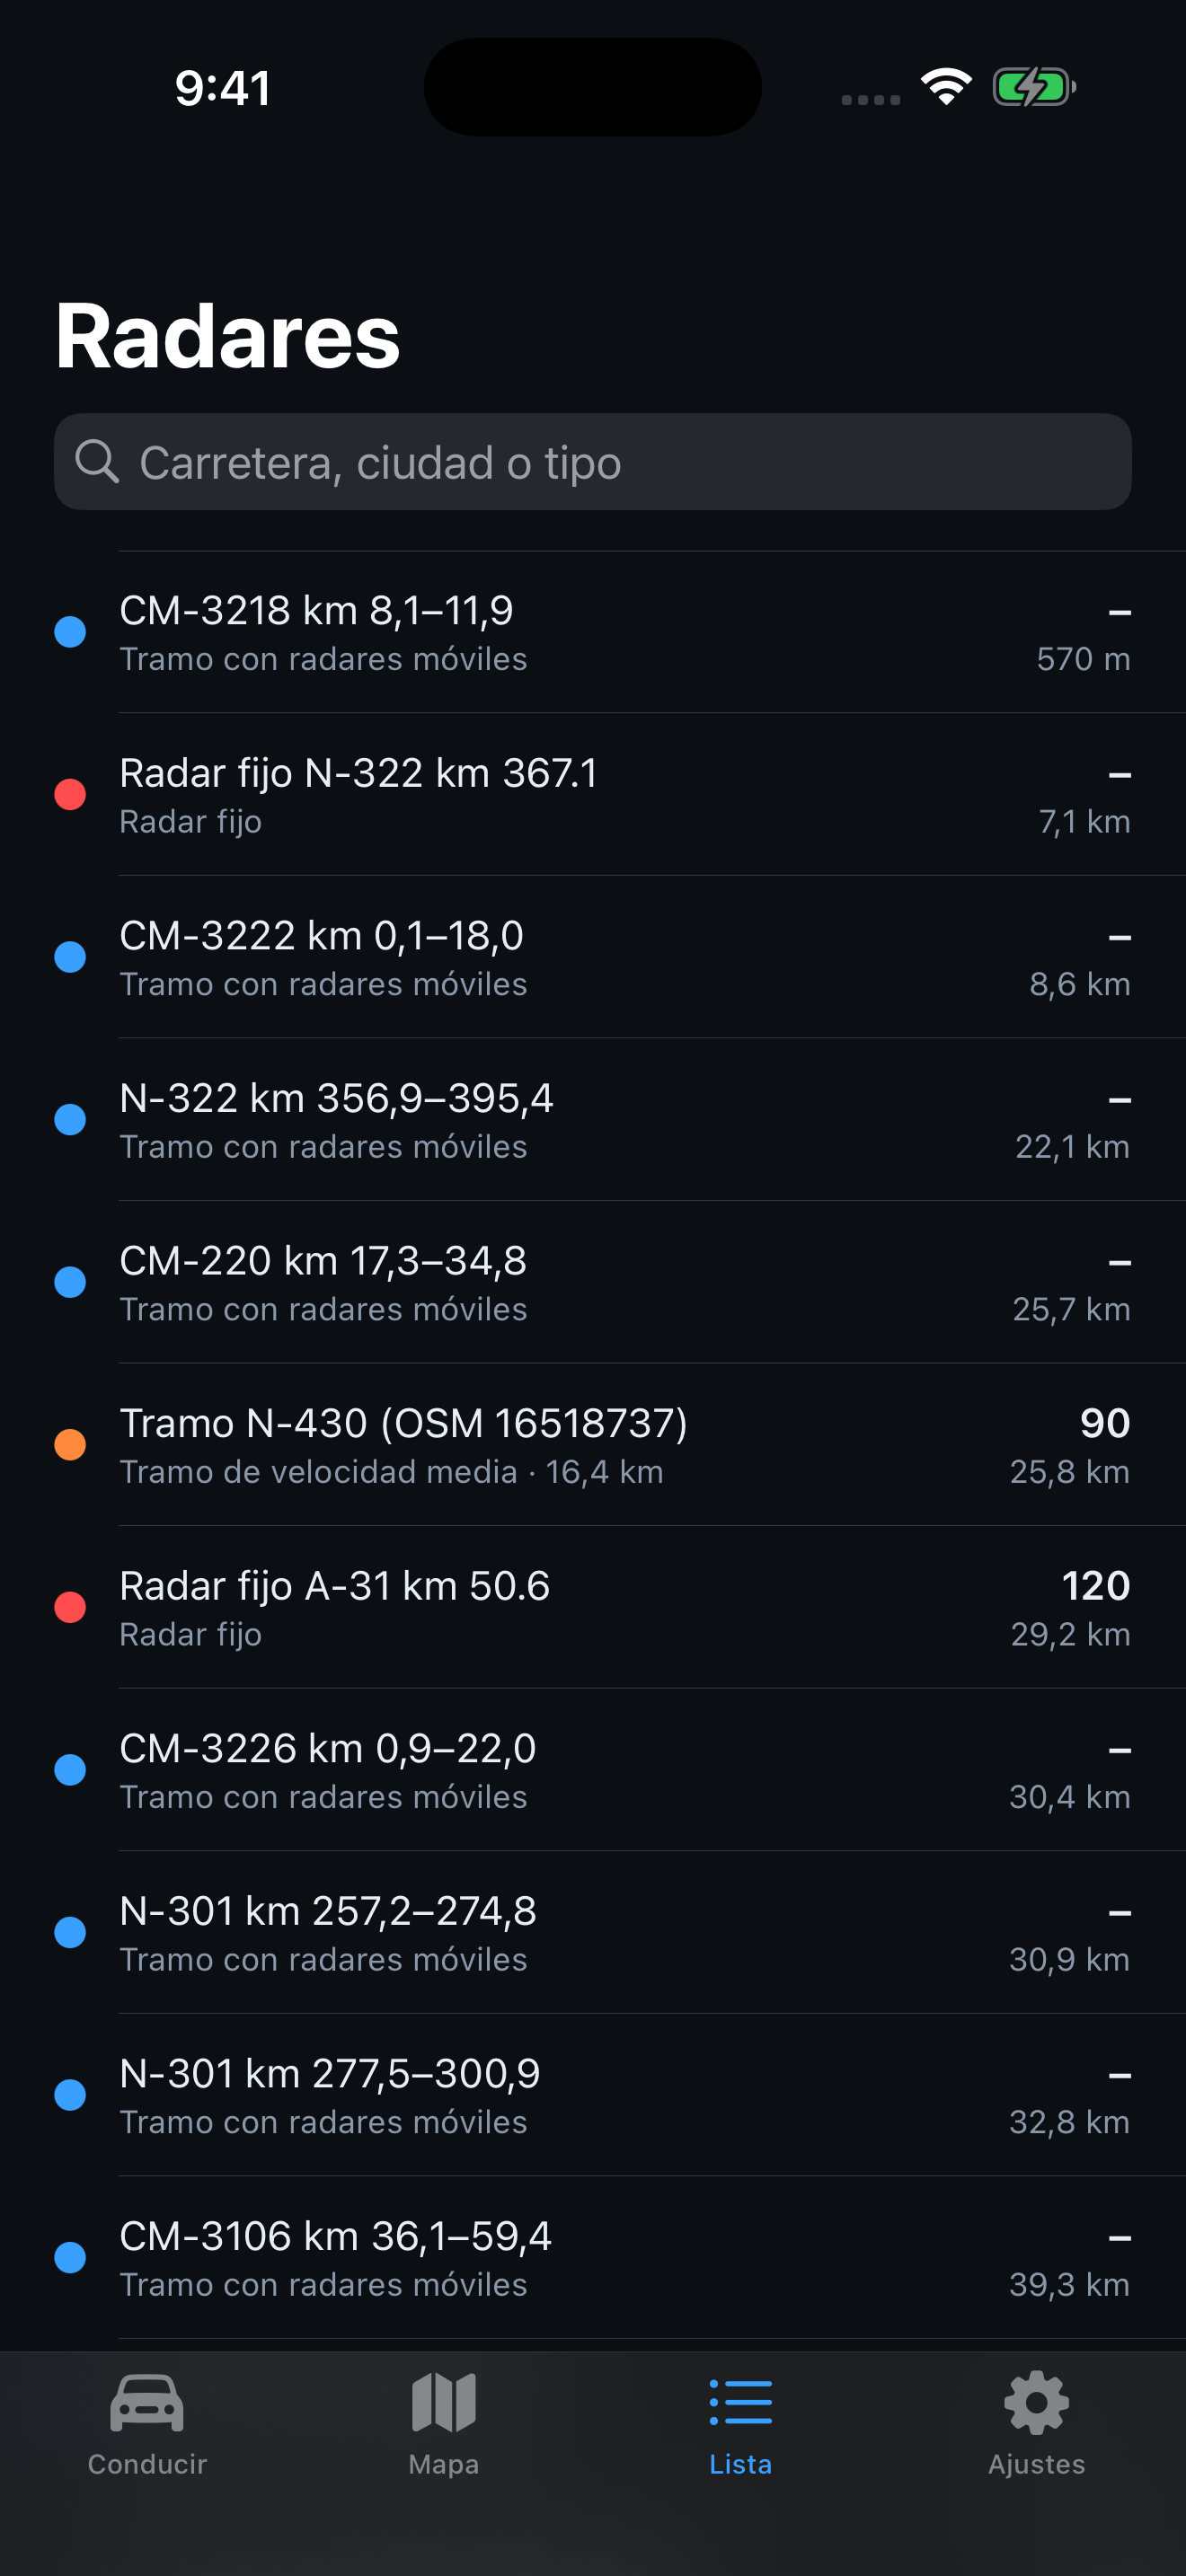 9:41
Radares
Carretera, ciudad o tipo
CM-3218 km 8,1–11,9 –
Tramo con radares móviles 570 m
Radar fijo N-322 km 367.1 –
Radar fijo 7,1 km
CM-3222 km 0,1–18,0 –
Tramo con radares móviles 8,6 km
N-322 km 356,9–395,4 –
Tramo con radares móviles 22,1 km
CM-220 km 17,3–34,8 –
Tramo con radares móviles 25,7 km
Tramo N-430 (OSM 16518737) 90
Tramo de velocidad media · 16,4 km 25,8 km
Radar fijo A-31 km 50.6 120
Radar fijo 29,2 km
CM-3226 km 0,9–22,0 –
Tramo con radares móviles 30,4 km
N-301 km 257,2–274,8 –
Tramo con radares móviles 30,9 km
N-301 km 277,5–300,9 –
Tramo con radares móviles 32,8 km
CM-3106 km 36,1–59,4 –
Tramo con radares móviles 39,3 km
Conducir Mapa Lista Ajustes